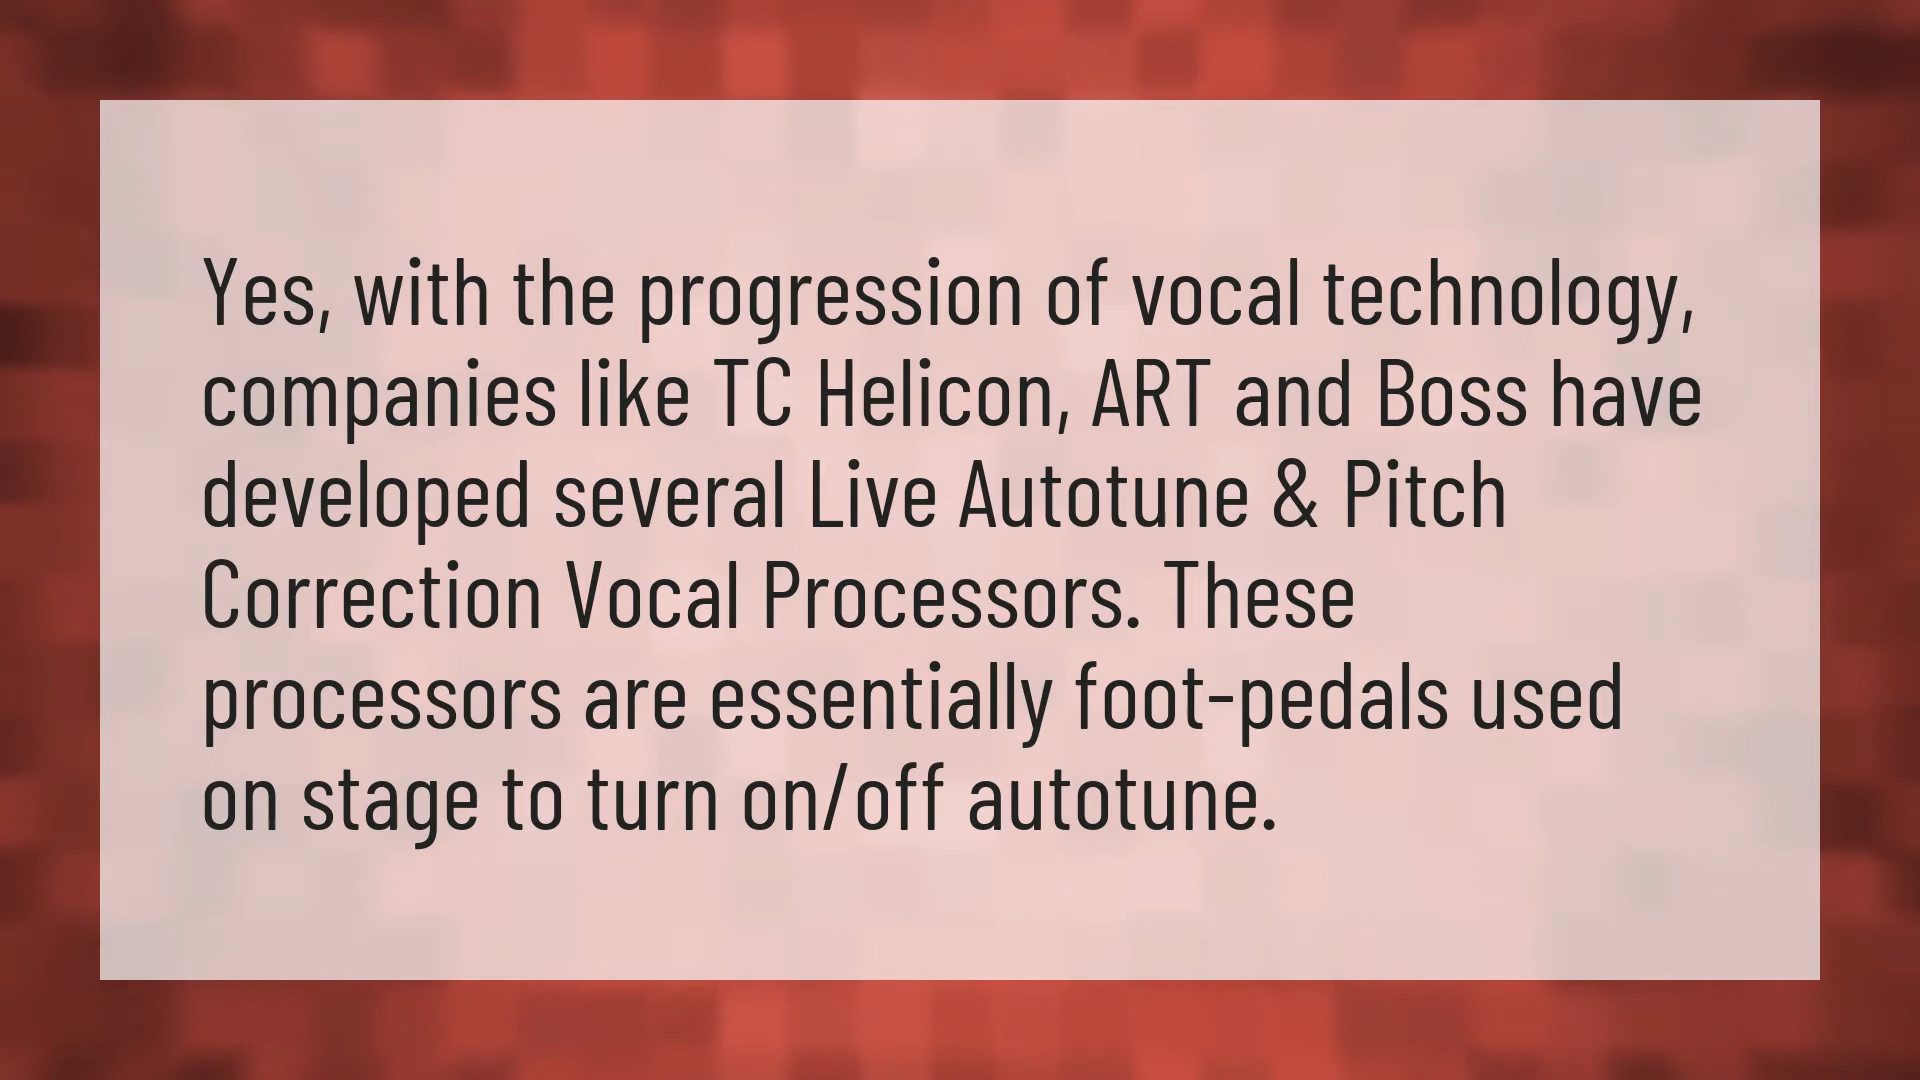 Yes, with the progression of vocal technology,
companies like TC Helicon, ART and Boss have
developed several Live Autotune & Pitch
Correction Vocal Processors. These
processors are essentially foot-pedals used
on stage to turn on/off autotune.